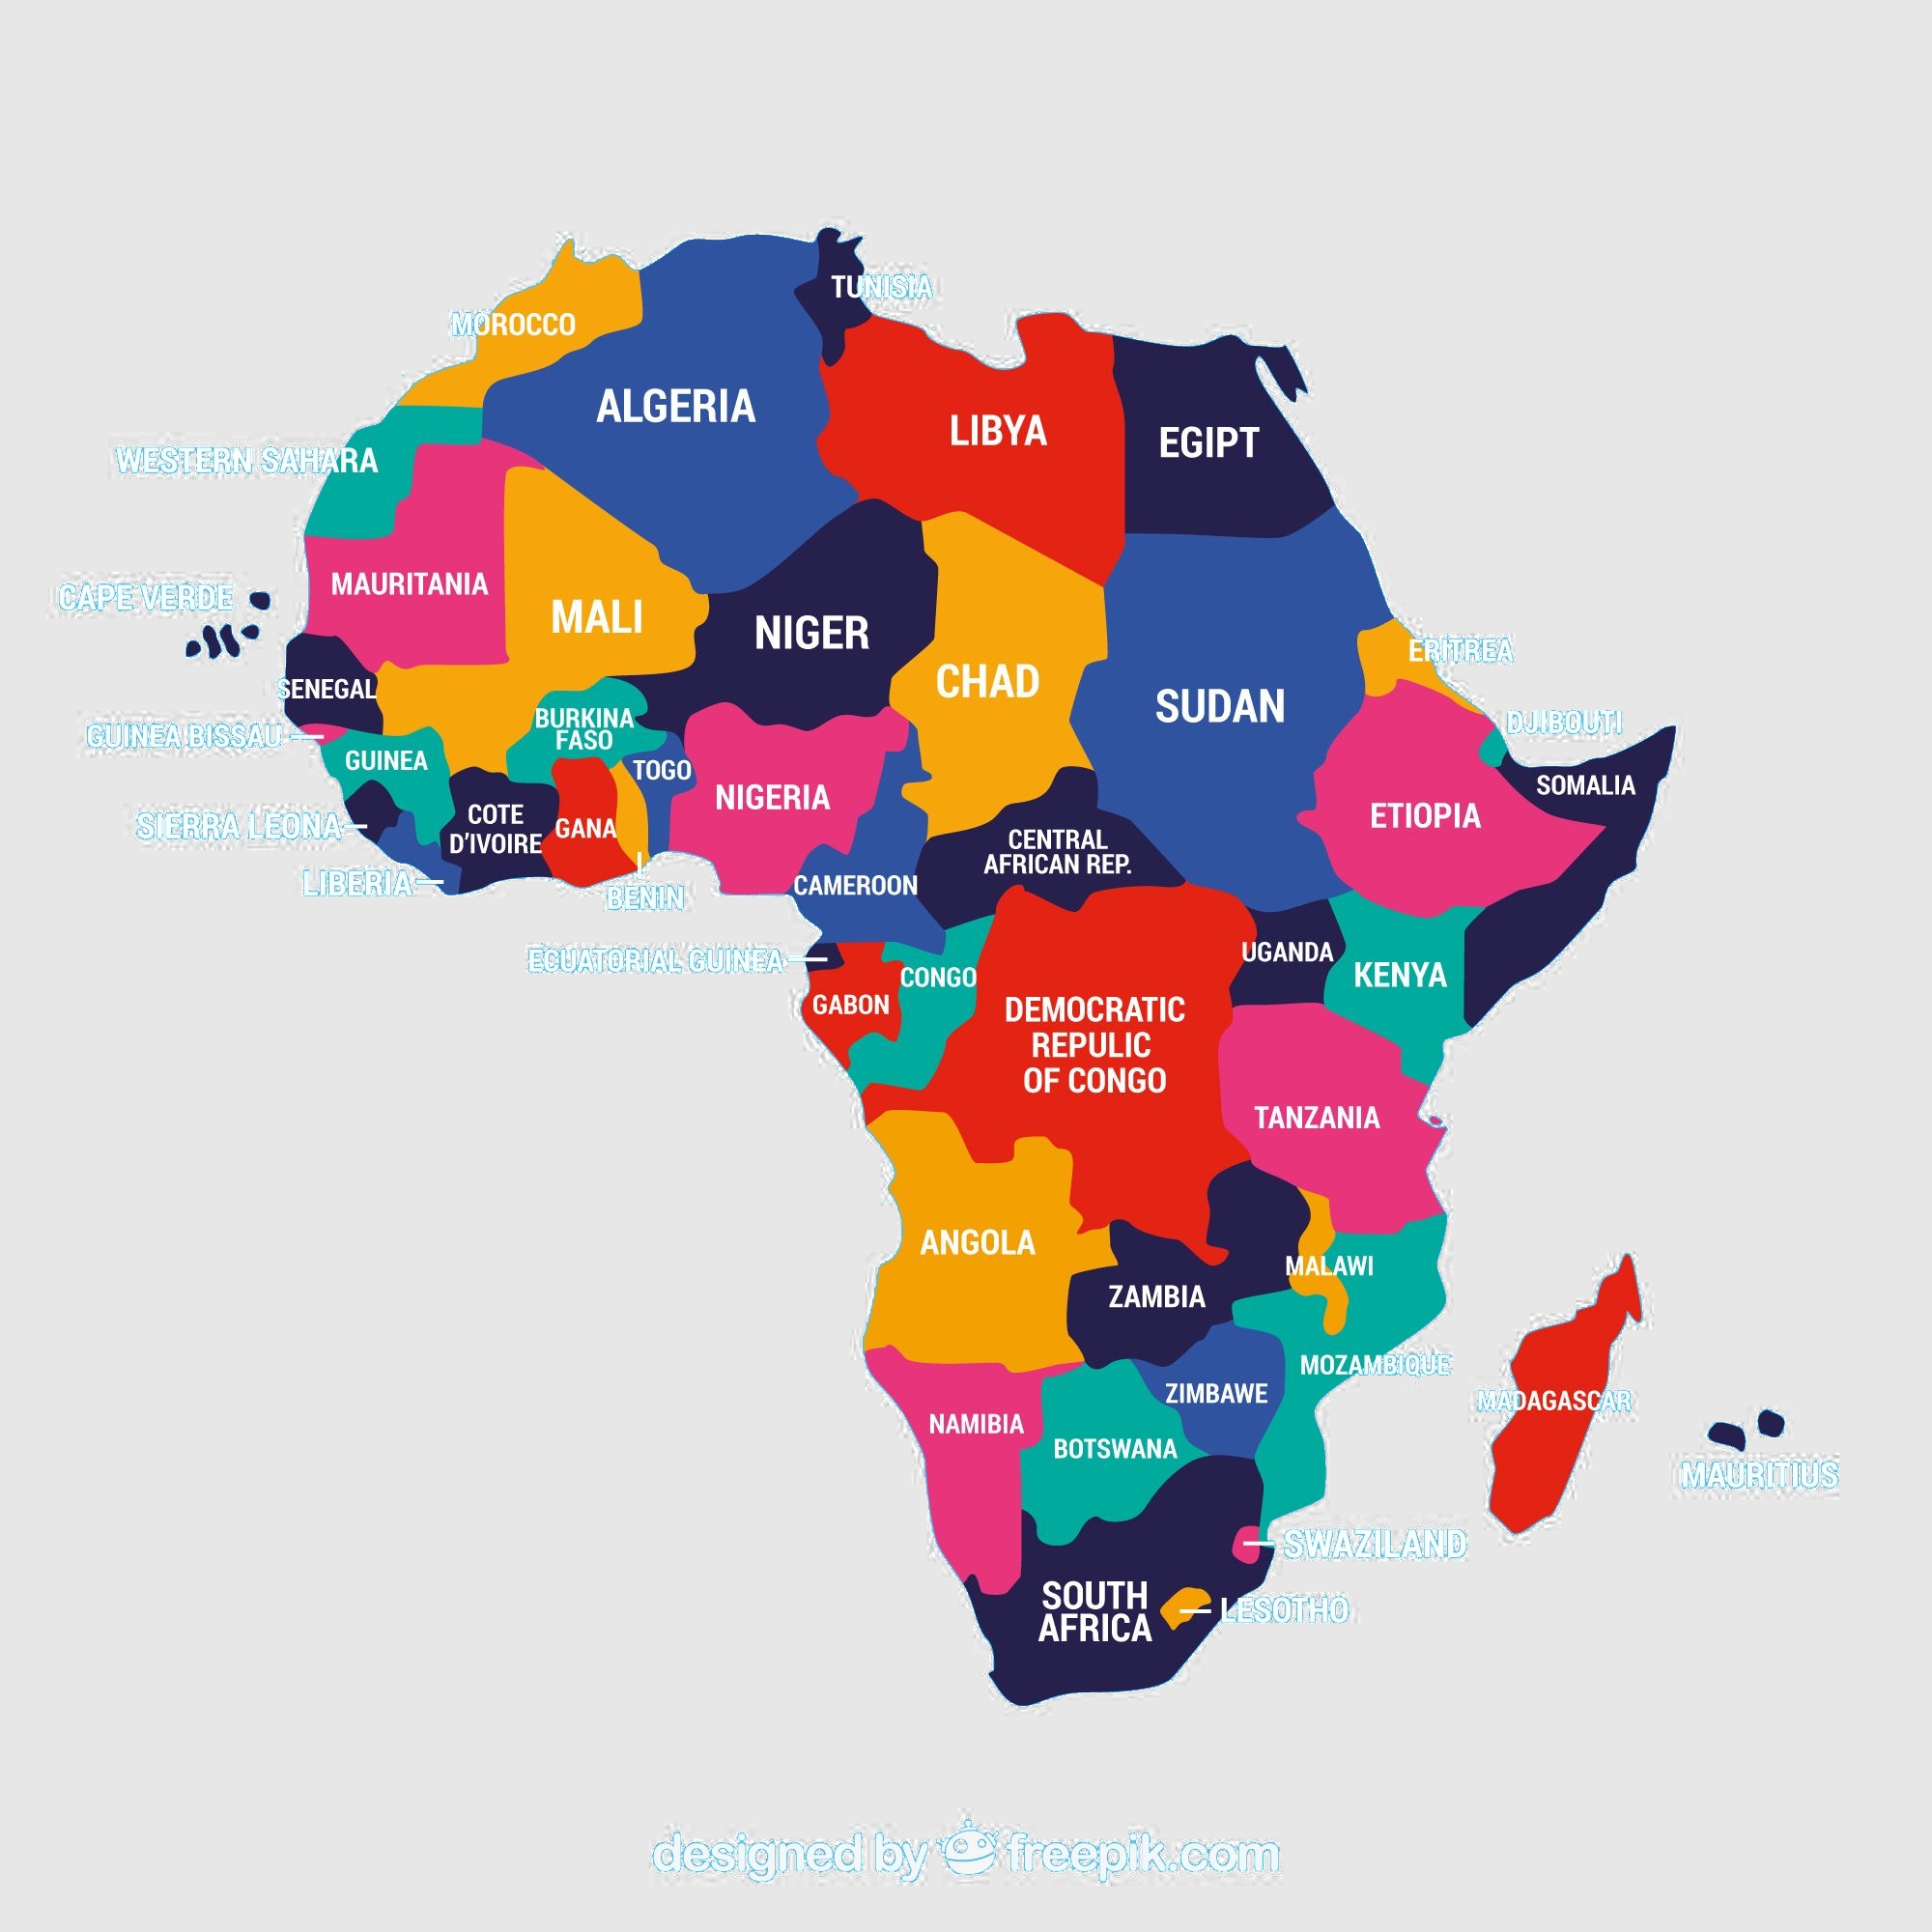 TUNISIA
MOROCCO
ALGERIA
LIBYA
EGIPT
WESTERN SAHARA
MAURITANIA
CAPE VERDE
MALI
NIGER
CHAD
SUDAN
ERITREA
SENEGAL
GUINEA BISSAU
GUINEA
BURKINA
FASO
DJIBOUTI
TOGO
NIGERIA
SOMALIA
ETIOPIA
SIERRA LEONA
COTE
D'IVOIRE
GANA
CENTRAL
AFRICAN REP.
LIBERIA
BENIN
CAMEROON
ECUATORIAL GUINEA
CONGO
GABON
UGANDA
KENYA
DEMOCRATIC
REPULIC
OF CONGO
TANZANIA
ANGOLA
MALAWI
ZAMBIA
MOZAMBIQUE
ZIMBAWE
MADAGASCAR
NAMIBIA
BOTSWANA
MAURITIUS
SWAZILAND
SOUTH
AFRICA
LESOTHO
designed by freepik.com